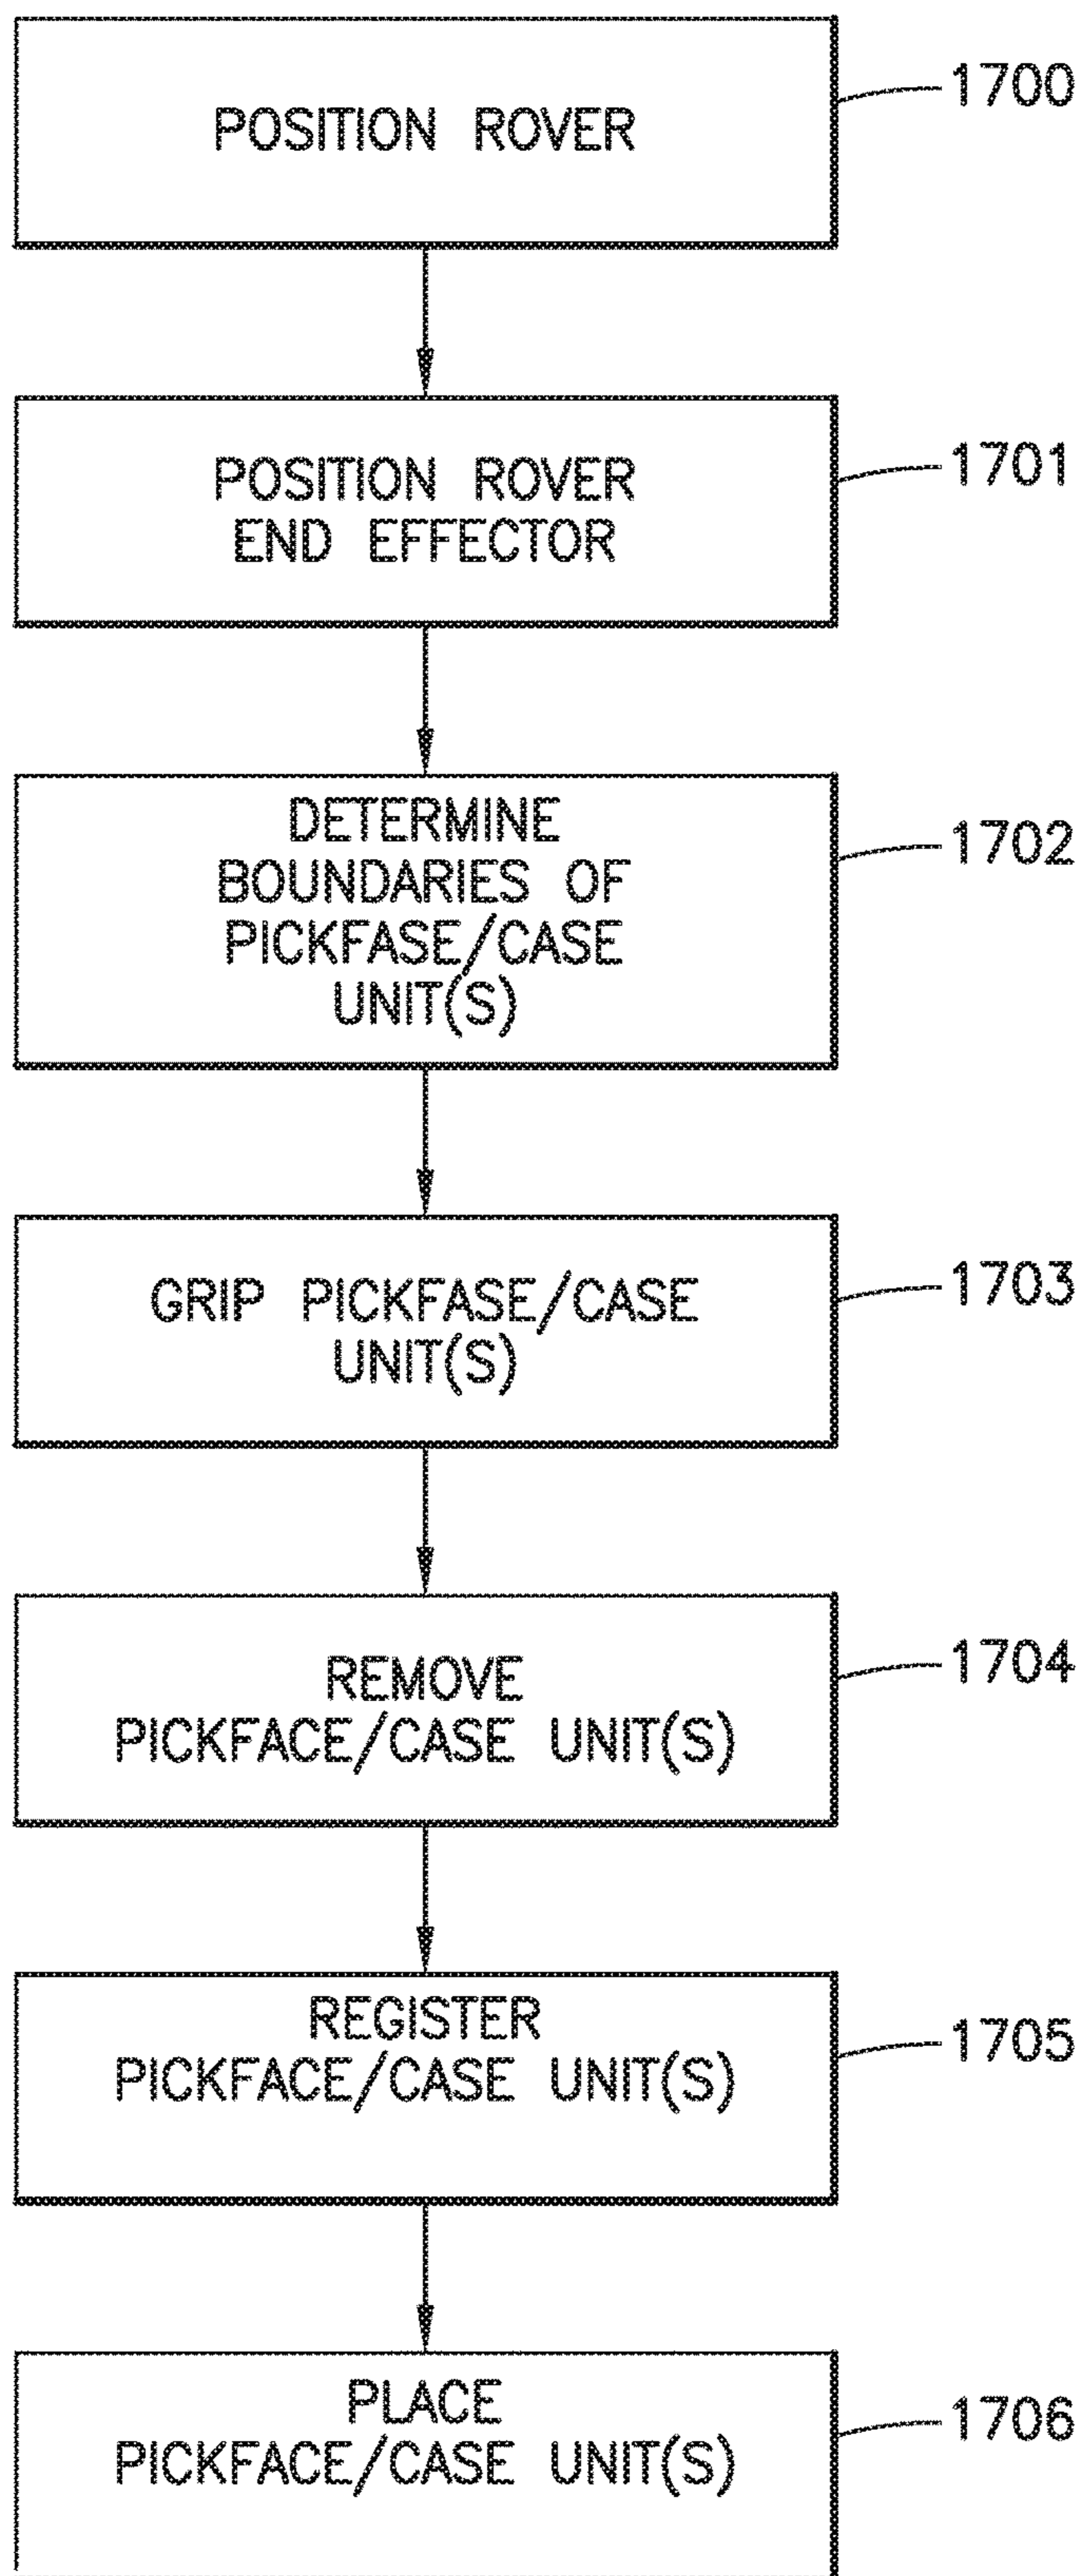 POSITION ROVER
1700
POSITION ROVER
END EFFECTOR
1701
DETERMINE
BOUNDARIES OF
PICKFASE/CASE
UNIT(S)
1702
GRIP PICKFASE/CASE
UNIT(S)
1703
REMOVE
PICKFACE/CASE UNIT(S)
1704
REGISTER
PICKFACE/CASE UNIT(S)
1705
PLACE
PICKFACE/CASE UNIT(S)
1706